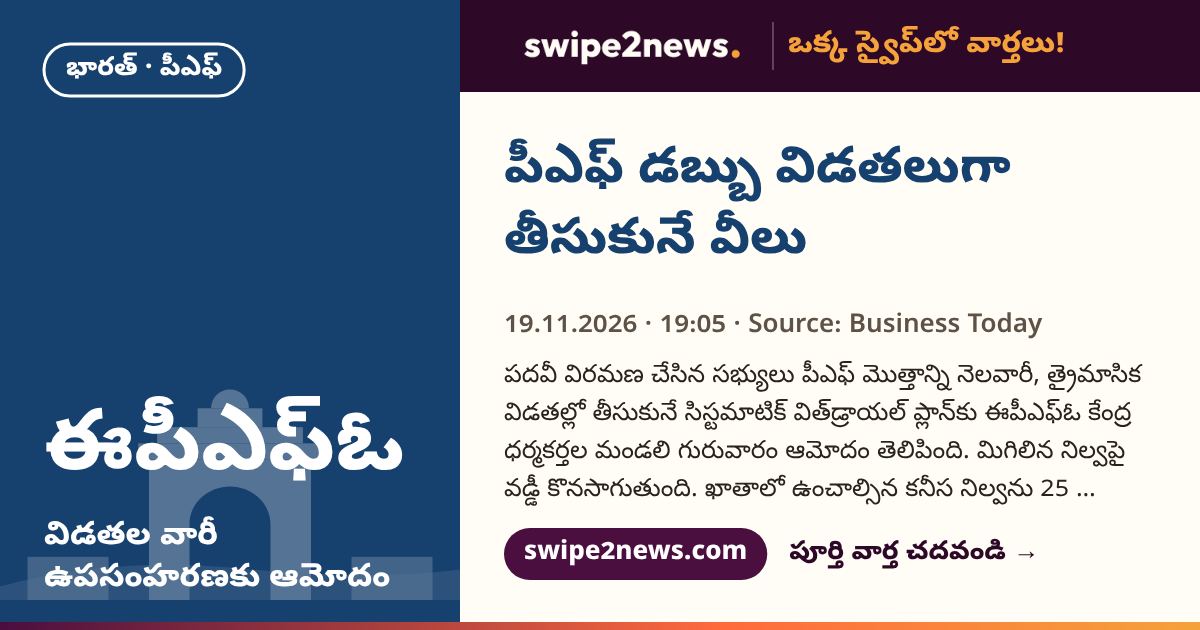 భారత్ · పీఎఫ్
ఈపీఎఫ్ఓ
విడతల వారీ
ఉపసంహరణకు ఆమోదం
swipe2news.
ఒక్క స్వైప్‌లో వార్తలు!
పీఎఫ్ డబ్బు విడతలుగా
తీసుకునే వీలు
19.11.2026 · 19:05 · Source: Business Today
పదవీ విరమణ చేసిన సభ్యులు పీఎఫ్ మొత్తాన్ని నెలవారీ, త్రైమాసిక
విడతల్లో తీసుకునే సిస్టమాటిక్ విత్‌డ్రాయల్ ప్లాన్‌కు ఈపీఎఫ్ఓ కేంద్ర
ధర్మకర్తల మండలి గురువారం ఆమోదం తెలిపింది. మిగిలిన నిల్వపై
వడ్డీ కొనసాగుతుంది. ఖాతాలో ఉంచాల్సిన కనీస నిల్వను 25 ...
swipe2news.com
పూర్తి వార్త చదవండి →